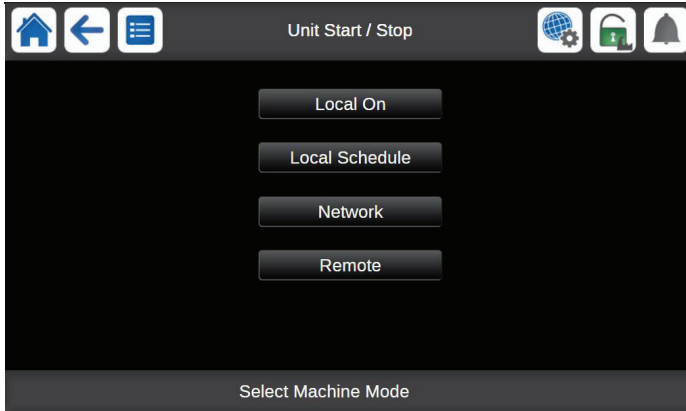 Unit Start / Stop
Local On
Local Schedule
Network
Remote
Select Machine Mode